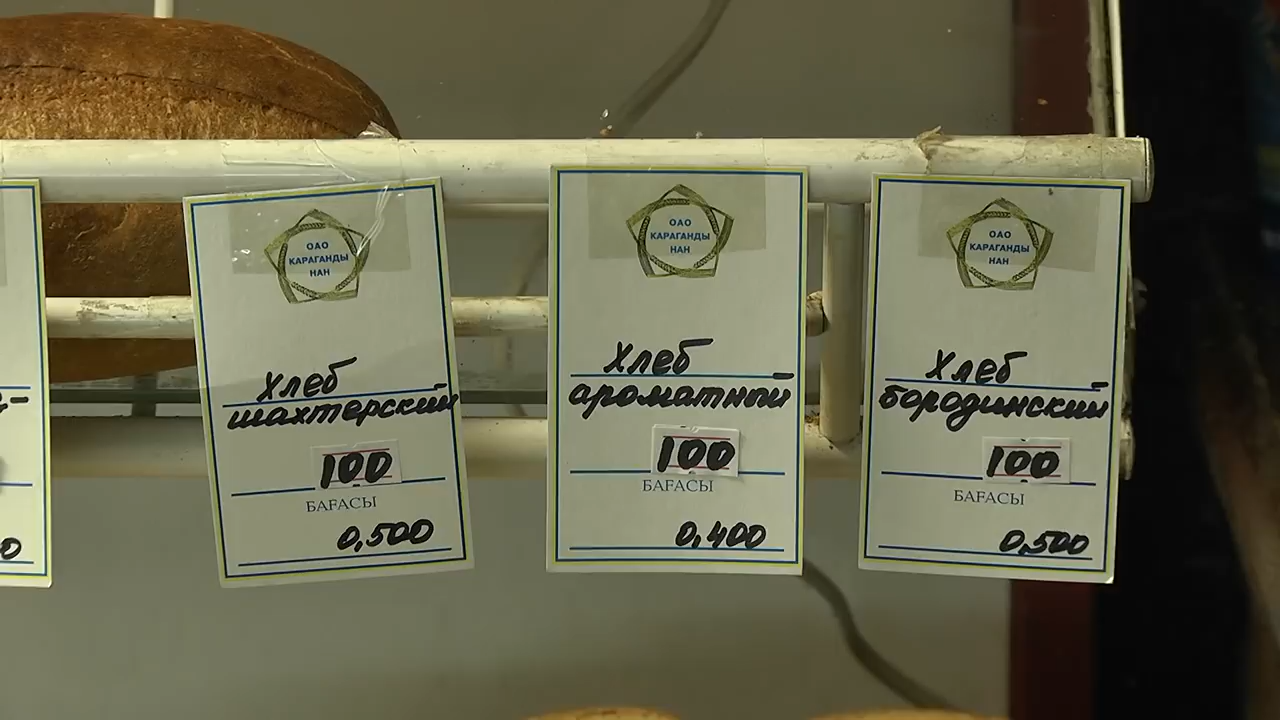 ОАО
КАРАГАНДЫ
НАН
Хлеб
шахтерский
100
БАҒАСЫ
0,500
ОАО
КАРАГАНДЫ
НАН
Хлеб
ароматный
100
БАҒАСЫ
0,400
ОАО
КАРАГАНДЫ
НАН
Хлеб
бородинский
100
БАҒАСЫ
0,500